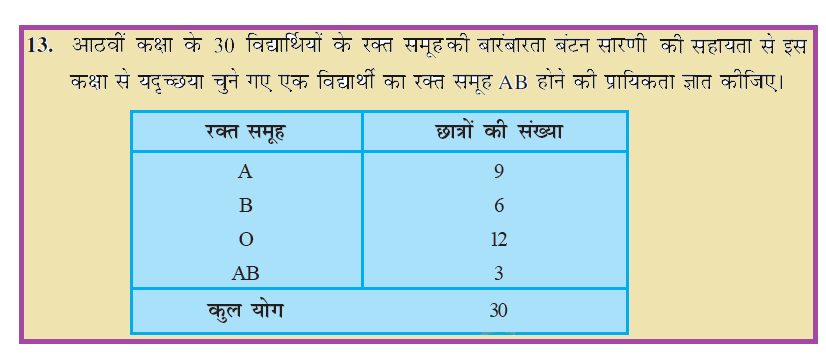 13. आठवीं कक्षा के 30 विद्यार्थियों के रक्त समूह की बारंबारता बंटन सारणी की सहायता से इस
कक्षा से यदृच्छया चुने गए एक विद्यार्थी का रक्त समूह AB होने की प्रायिकता ज्ञात कीजिए।
रक्त समूह छात्रों की संख्या
A 9
B 6
O 12
AB 3
कुल योग 30